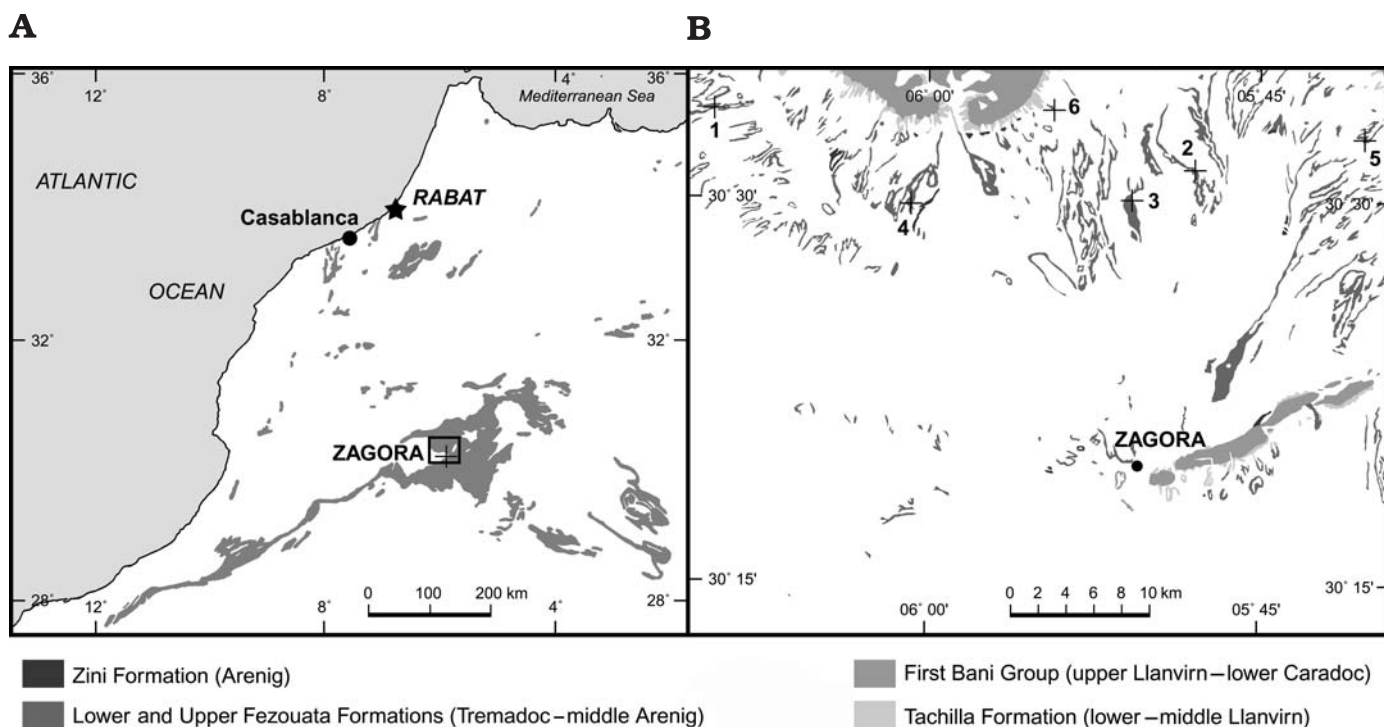 A
B
36°
12°
8°
4°
36°
Mediterranean Sea
ATLANTIC
RABAT
Casablanca
OCEAN
32°
32°
ZAGORA
0 100 200 km
28°
12°
8°
4°
28°
06° 00'
05° 45'
1
6
2
5
30° 30'
30° 30'
3
4
ZAGORA
30° 15'
30° 15'
0 2 4 6 8 10 km
06° 00'
05° 45'
Zini Formation (Arenig)
Lower and Upper Fezouata Formations (Tremadoc–middle Arenig)
First Bani Group (upper Llanvirn–lower Caradoc)
Tachilla Formation (lower–middle Llanvirn)